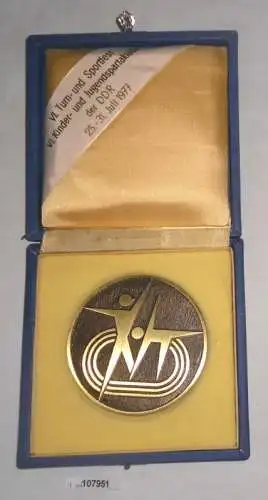 VI. Turn- und Sportfest
VI. Kinder- und Jugendspartakiade
der DDR
25.-31. Juli 1977
107951